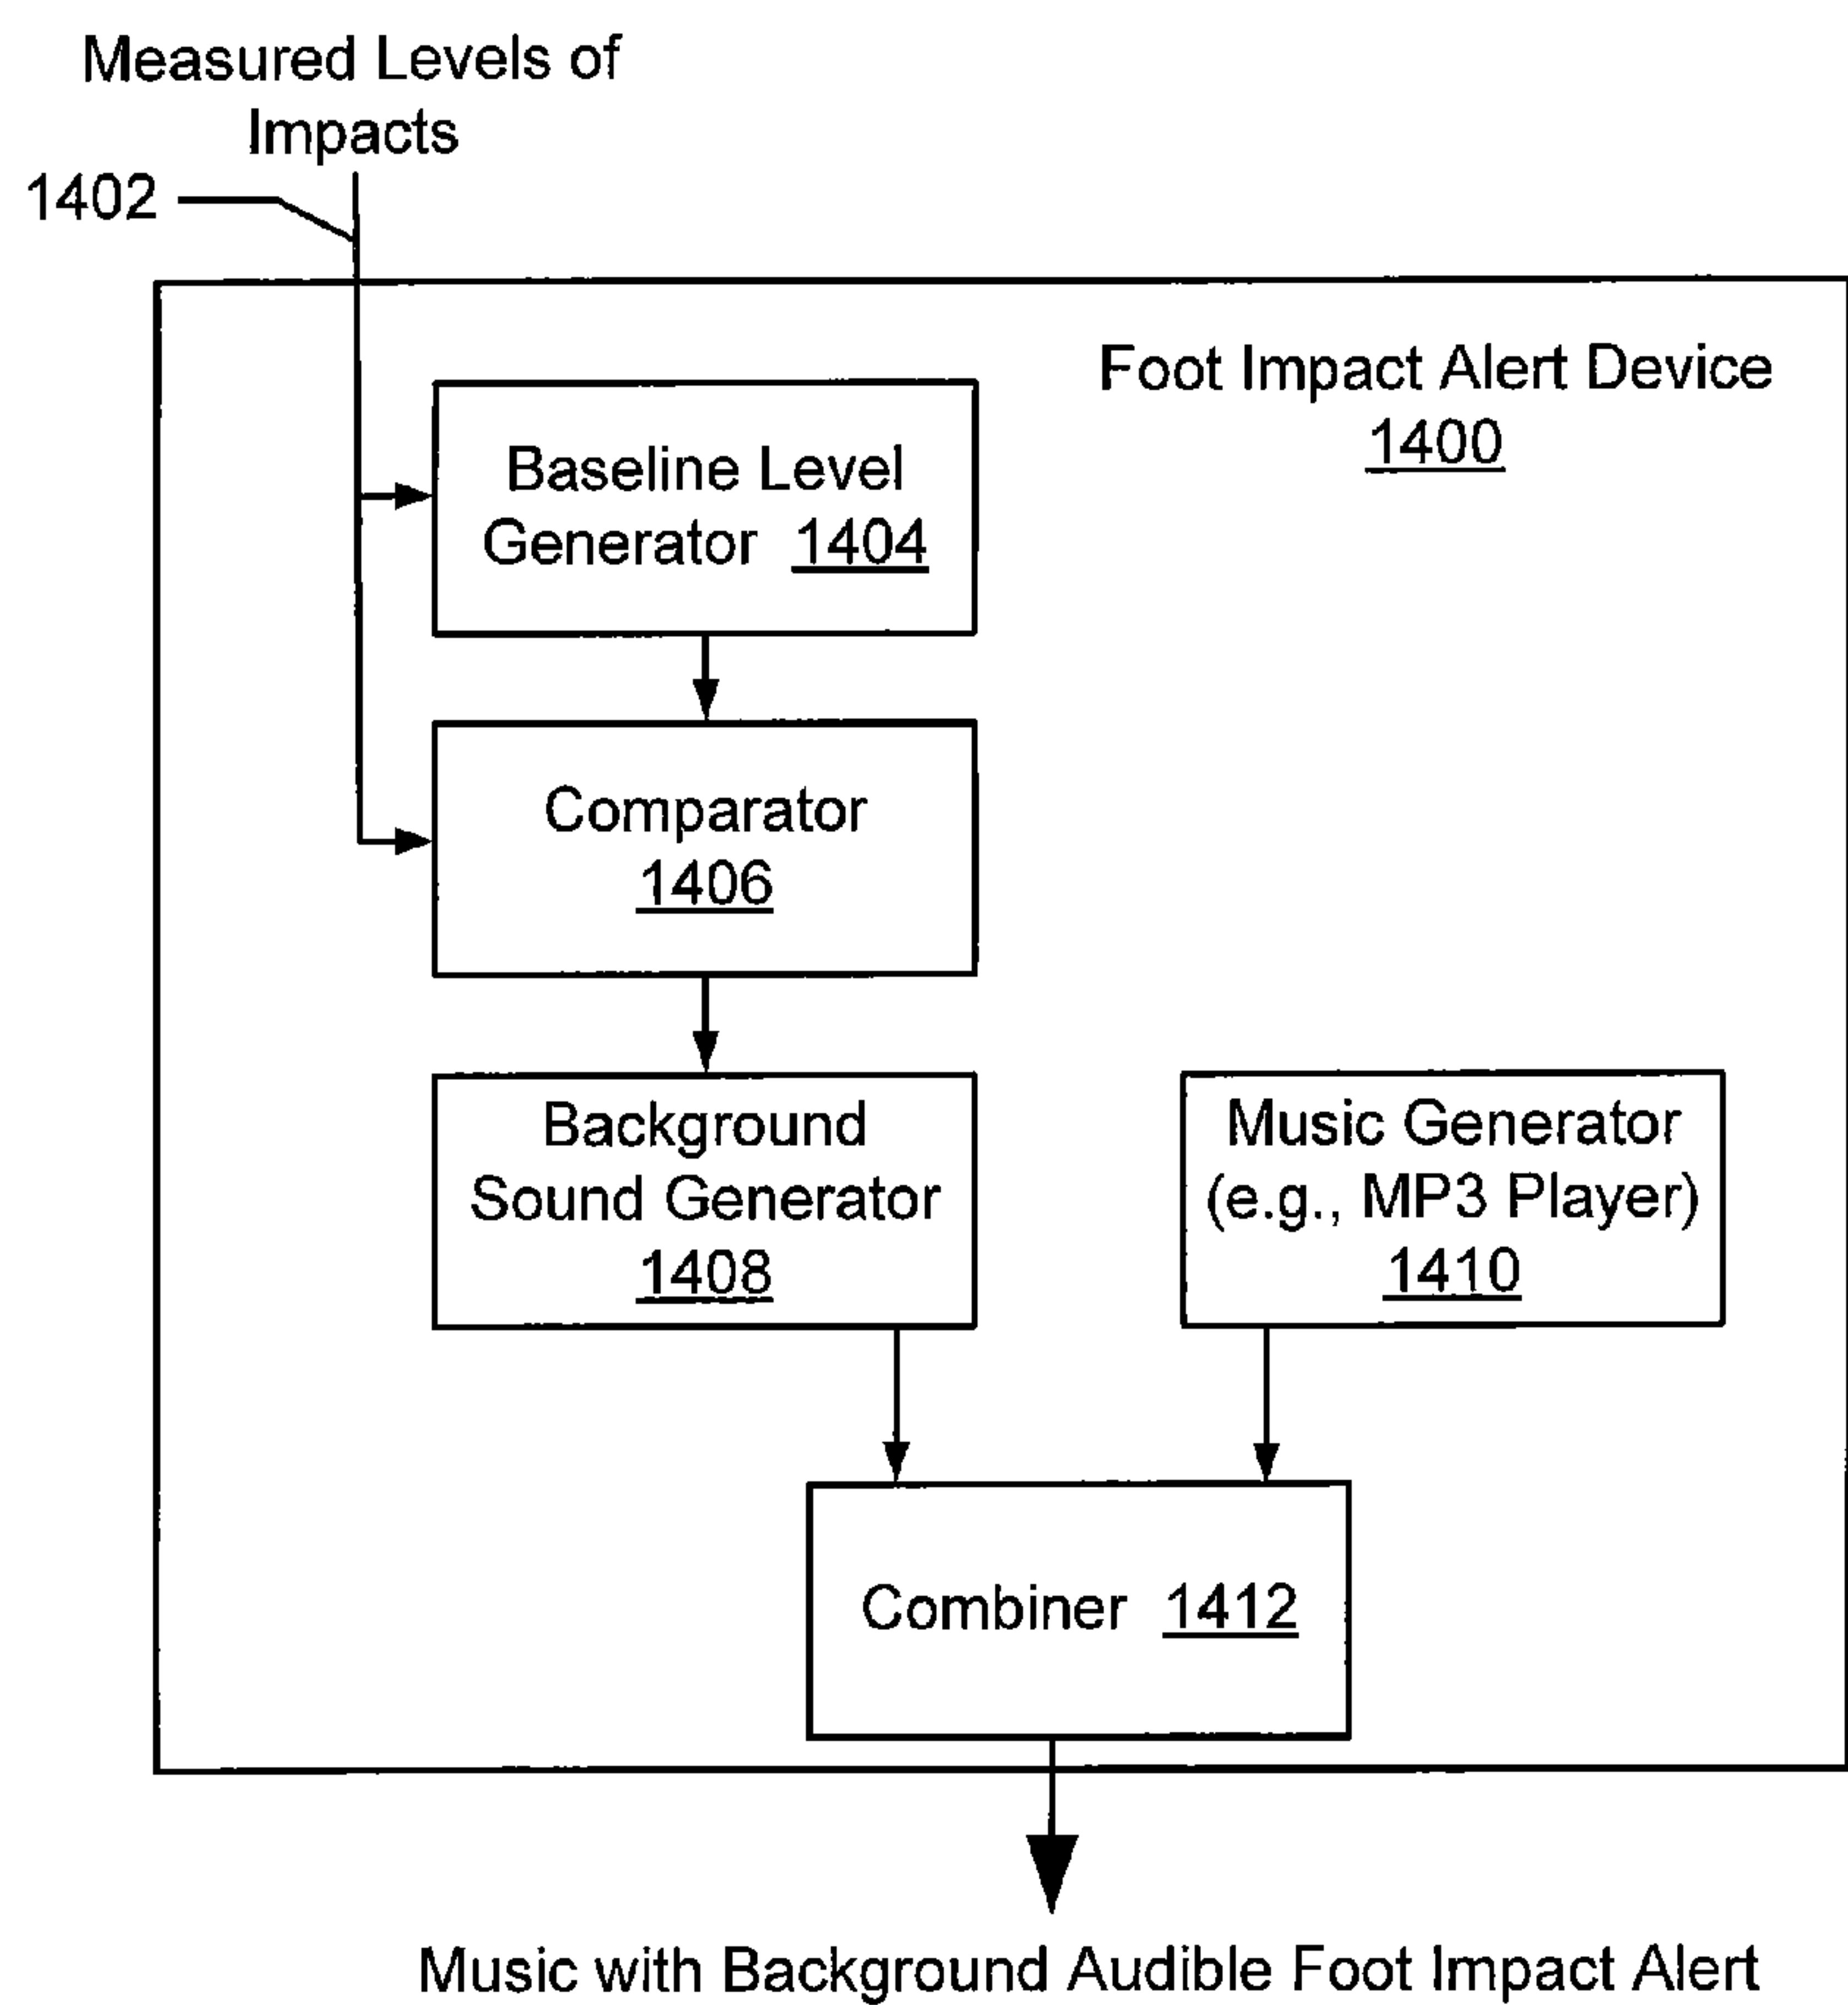 Measured Levels of
Impacts
1402
Foot Impact Alert Device
1400
Baseline Level
Generator 1404
Comparator
1406
Background
Sound Generator
1408
Music Generator
(e.g., MP3 Player)
1410
Combiner 1412
Music with Background Audible Foot Impact Alert